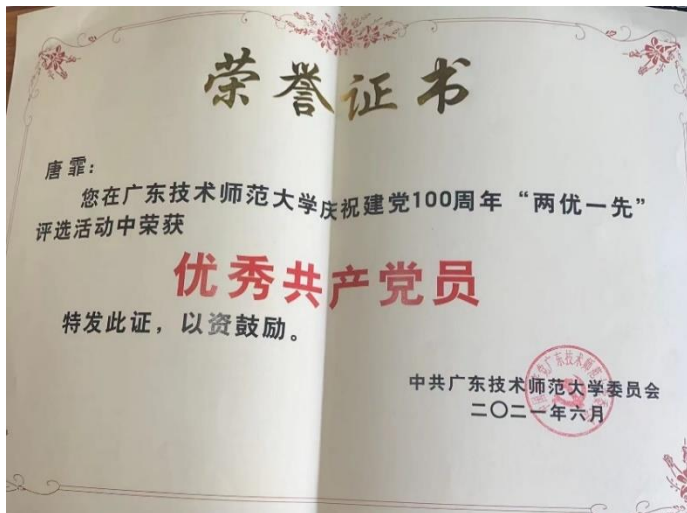 荣誉证书
唐霏：
您在广东技术师范大学庆祝建党100周年“两优一先”
评选活动中荣获
优秀共产党员
特发此证，以资鼓励。
中共广东技术师范大学委员会
二〇二一年六月